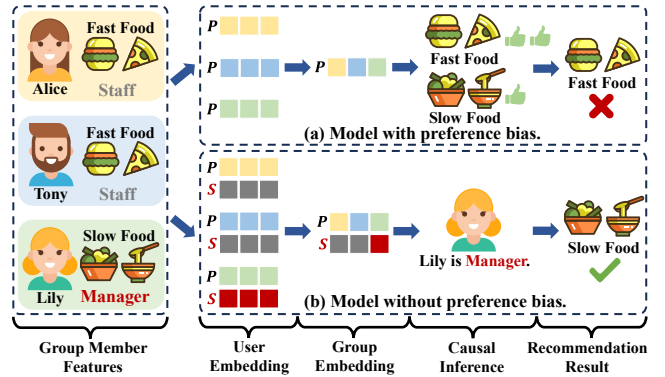 Fast Food
Alice
Staff
Fast Food
Tony
Staff
Slow Food
Lily
Manager
P
P
P
P
Fast Food
Slow Food
Fast Food
(a) Model with preference bias.
P
S
P
S
P
S
P
S
Lily is Manager.
Slow Food
(b) Model without preference bias.
Group Member
Features
User
Embedding
Group
Embedding
Causal
Inference
Recommendation
Result